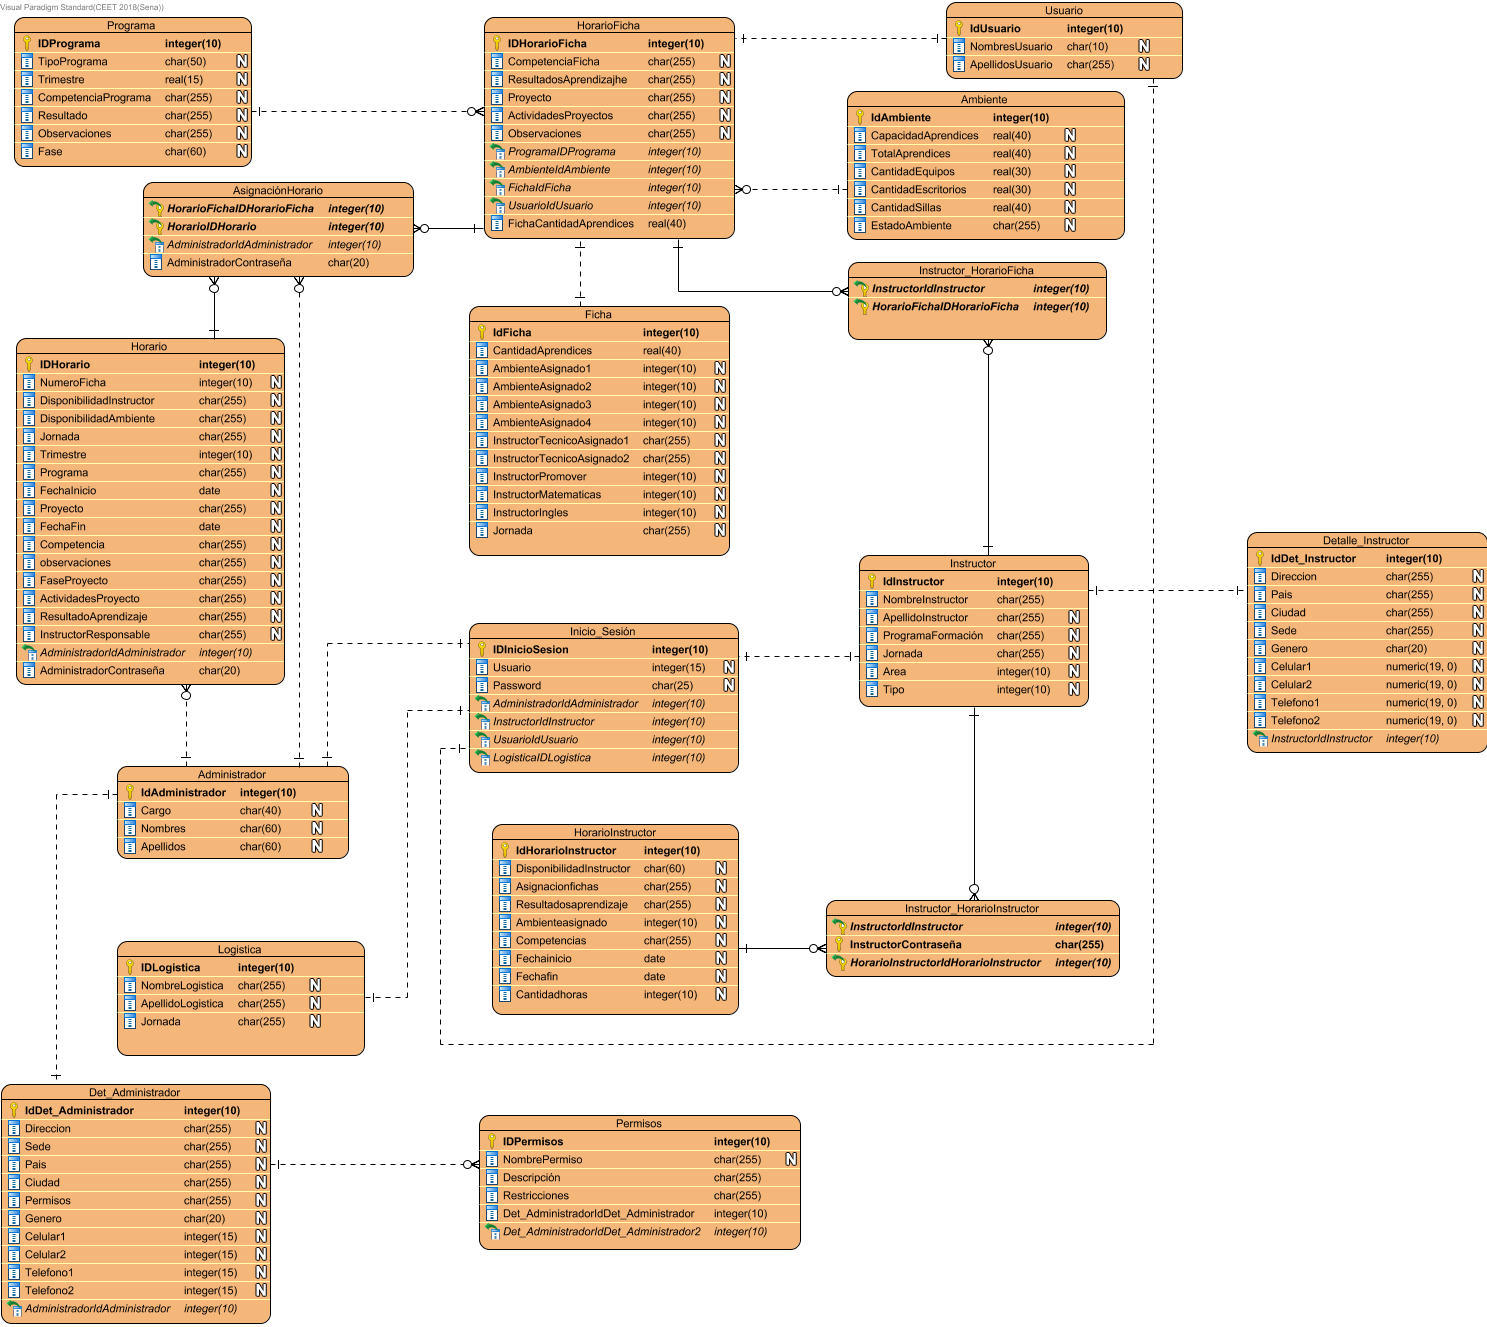 Visual Paradigm Standard(CEET 2018(Sena))
Programa
IDPrograma integer(10)
TipoPrograma char(50) N
Trimestre real(15) N
CompetenciaPrograma char(255) N
Resultado char(255) N
Observaciones char(255) N
Fase char(60) N
HorarioFicha
IDHorarioFicha integer(10)
CompetenciaFicha char(255) N
ResultadosAprendizajhe char(255) N
Proyecto char(255) N
ActividadesProyectos char(255) N
Observaciones char(255) N
ProgramaIDPrograma integer(10)
AmbienteIdAmbiente integer(10)
FichaIdFicha integer(10)
UsuarioIdUsuario integer(10)
FichaCantidadAprendices real(40)
Usuario
IdUsuario integer(10)
NombresUsuario char(10) N
ApellidosUsuario char(255) N
Ambiente
IdAmbiente integer(10)
CapacidadAprendices real(40) N
TotalAprendices real(40) N
CantidadEquipos real(30) N
CantidadEscritorios real(30) N
CantidadSillas real(40) N
EstadoAmbiente char(255) N
AsignaciónHorario
HorarioFichaIDHorarioFicha integer(10)
HorarioIDHorario integer(10)
AdministradorIdAdministrador integer(10)
AdministradorContraseña char(20)
Instructor_HorarioFicha
InstructorIdInstructor integer(10)
HorarioFichaIDHorarioFicha integer(10)
Ficha
IdFicha integer(10)
CantidadAprendices real(40)
AmbienteAsignado1 integer(10) N
AmbienteAsignado2 integer(10) N
AmbienteAsignado3 integer(10) N
AmbienteAsignado4 integer(10) N
InstructorTecnicoAsignado1 char(255) N
InstructorTecnicoAsignado2 char(255) N
InstructorPromover integer(10) N
InstructorMatematicas integer(10) N
InstructorIngles integer(10) N
Jornada char(255) N
Horario
IDHorario integer(10)
NumeroFicha integer(10) N
DisponibilidadInstructor char(255) N
DisponibilidadAmbiente char(255) N
Jornada char(255) N
Trimestre integer(10) N
Programa char(255) N
FechaInicio date N
Proyecto char(255) N
FechaFin date N
Competencia char(255) N
observaciones char(255) N
FaseProyecto char(255) N
ActividadesProyecto char(255) N
ResultadoAprendizaje char(255) N
InstructorResponsable char(255) N
AdministradorIdAdministrador integer(10)
AdministradorContraseña char(20)
Instructor
IdInstructor integer(10)
NombreInstructor char(255)
ApellidoInstructor char(255) N
ProgramaFormación char(255) N
Jornada char(255) N
Area integer(10) N
Tipo integer(10) N
Detalle_Instructor
IdDet_Instructor integer(10)
Direccion char(255) N
Pais char(255) N
Ciudad char(255) N
Sede char(255) N
Genero char(20) N
Celular1 numeric(19, 0) N
Celular2 numeric(19, 0) N
Telefono1 numeric(19, 0) N
Telefono2 numeric(19, 0) N
InstructorIdInstructor integer(10)
Inicio_Sesión
IDInicioSesion integer(10)
Usuario integer(15) N
Password char(25) N
AdministradorIdAdministrador integer(10)
InstructorIdInstructor integer(10)
UsuarioIdUsuario integer(10)
LogisticaIDLogistica integer(10)
Administrador
IdAdministrador integer(10)
Cargo char(40) N
Nombres char(60) N
Apellidos char(60) N
HorarioInstructor
IdHorarioInstructor integer(10)
DisponibilidadInstructor char(60) N
Asignacionfichas char(255) N
Resultadosaprendizaje char(255) N
Ambienteasignado integer(10) N
Competencias char(255) N
Fechainicio date N
Fechafin date N
Cantidadhoras integer(10) N
Instructor_HorarioInstructor
InstructorIdInstructor integer(10)
InstructorContraseña char(255)
HorarioInstructorIdHorarioInstructor integer(10)
Logistica
IDLogistica integer(10)
NombreLogistica char(255) N
ApellidoLogistica char(255) N
Jornada char(255) N
Det_Administrador
IdDet_Administrador integer(10)
Direccion char(255) N
Sede char(255) N
Pais char(255) N
Ciudad char(255) N
Permisos char(255) N
Genero char(20) N
Celular1 integer(15) N
Celular2 integer(15) N
Telefono1 integer(15) N
Telefono2 integer(15) N
AdministradorIdAdministrador integer(10)
Permisos
IDPermisos integer(10)
NombrePermiso char(255) N
Descripción char(255)
Restricciones char(255)
Det_AdministradorIdDet_Administrador integer(10)
Det_AdministradorIdDet_Administrador2 integer(10)